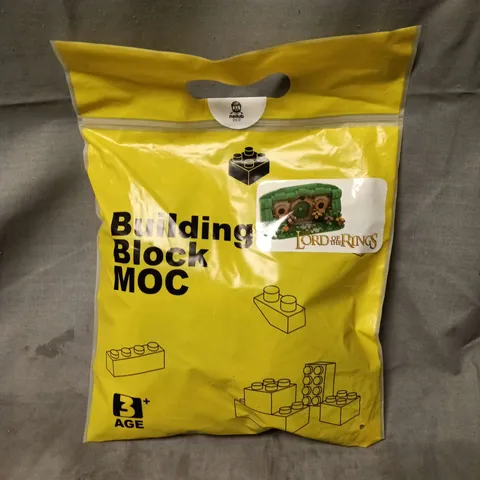 Building
Block
MOC
LORD OF THE RINGS
3+
AGE